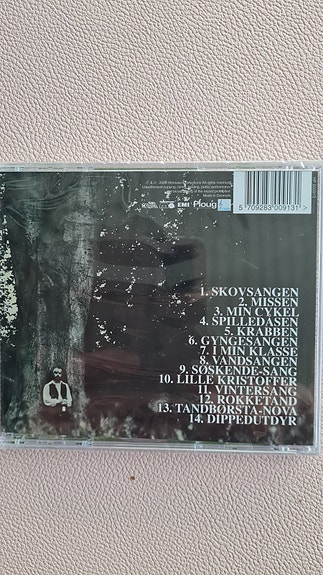 EMI Ploug
5 709283 009131 >
1. SKOVSANGEN
2. MISSEN
3. MIN CYKEL
4. SPILLEDÅSEN
5. KRABBEN
6. GYNGESANGEN
7. I MIN KLASSE
8. VANDSANGEN
9. SØSKENDE-SANG
10. LILLE KRISTOFFER
11. VINTERSANG
12. ROKKETAND
13. TANDBØRSTA-NOVA
14. DIPPEDUTDYR